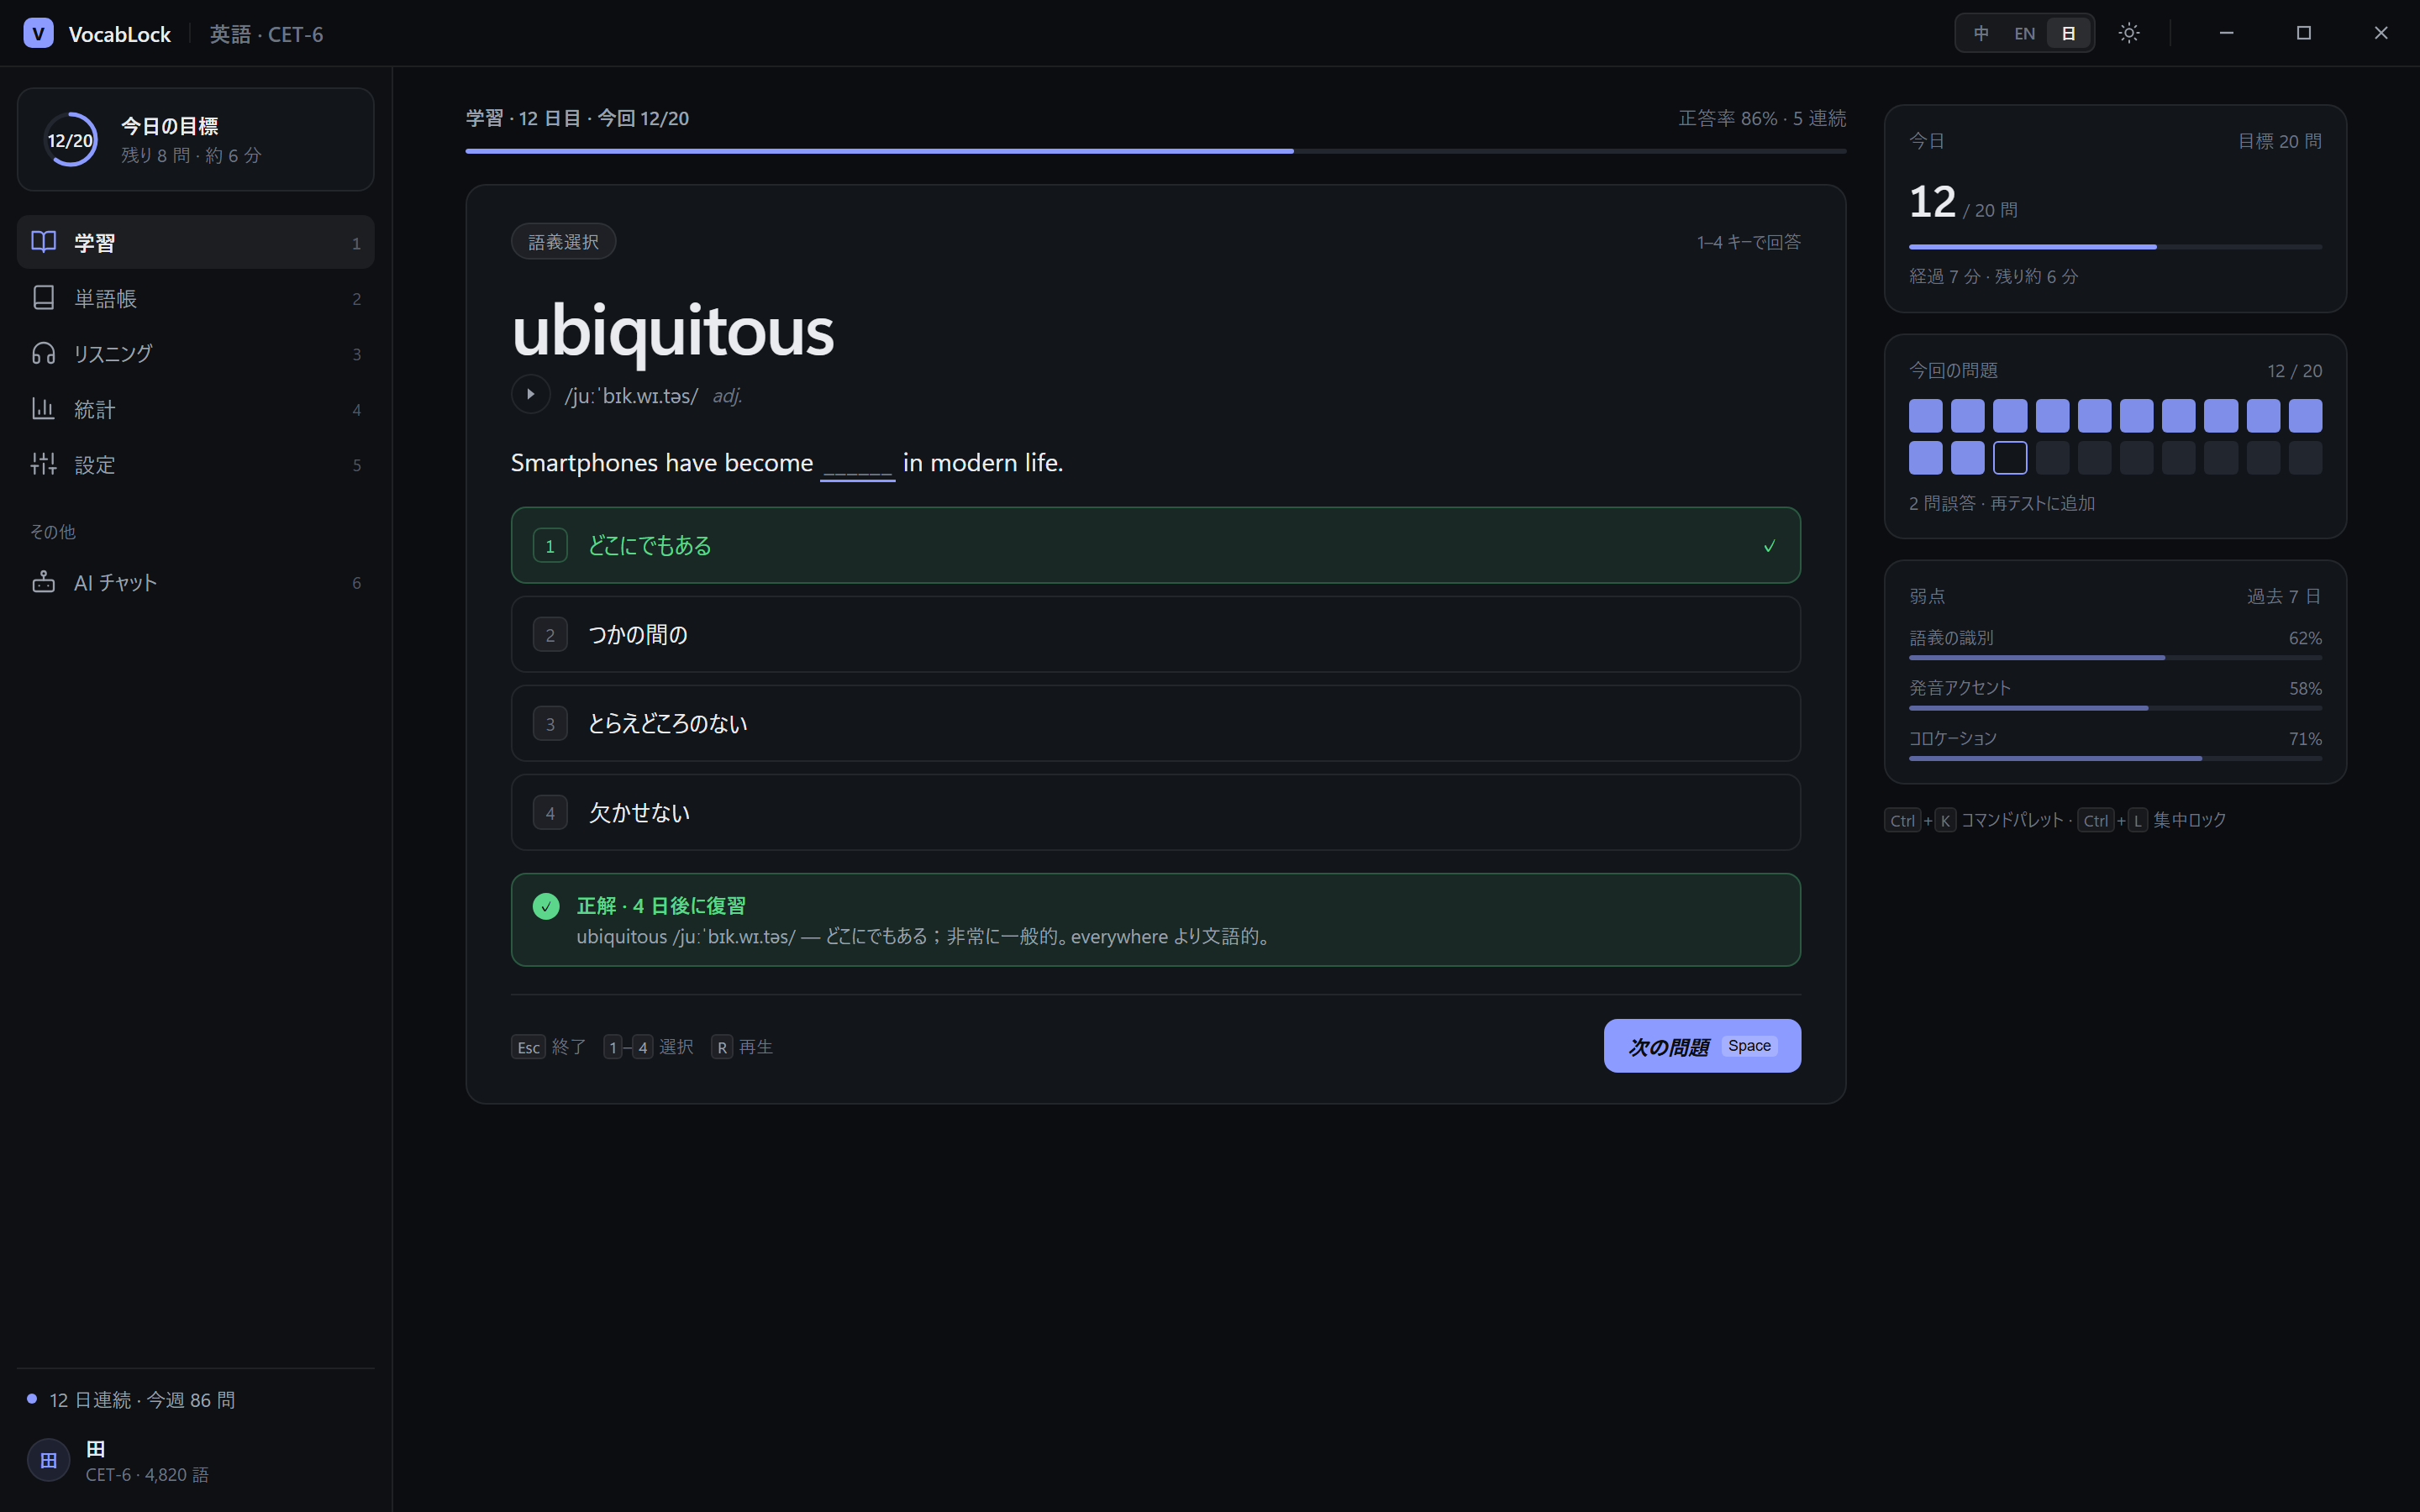 V VocabLock 英語 · CET-6
中 EN 日
12/20
今日の目標
残り 8 問 · 約 6 分
学習 1
単語帳 2
リスニング 3
統計 4
設定 5
その他
AI チャット 6
12 日連続 · 今週 86 問
田
田
CET-6 · 4,820 語
学習 · 12 日目 · 今回 12/20
正答率 86% · 5 連続
語義選択
1–4 キーで回答
ubiquitous
/juːˈbɪk.wɪ.təs/ adj.
Smartphones have become ______ in modern life.
1 どこにでもある ✓
2 つかの間の
3 とらえどころのない
4 欠かせない
✓ 正解 · 4 日後に復習
ubiquitous /juːˈbɪk.wɪ.təs/ — どこにでもある；非常に一般的。everywhere より文語的。
Esc 終了 1–4 選択 R 再生
次の問題 Space
今日 目標 20 問
12 / 20 問
経過 7 分 · 残り約 6 分
今回の問題 12 / 20
2 問誤答 · 再テストに追加
弱点 過去 7 日
語義の識別 62%
発音アクセント 58%
コロケーション 71%
Ctrl + K コマンドパレット · Ctrl + L 集中ロック